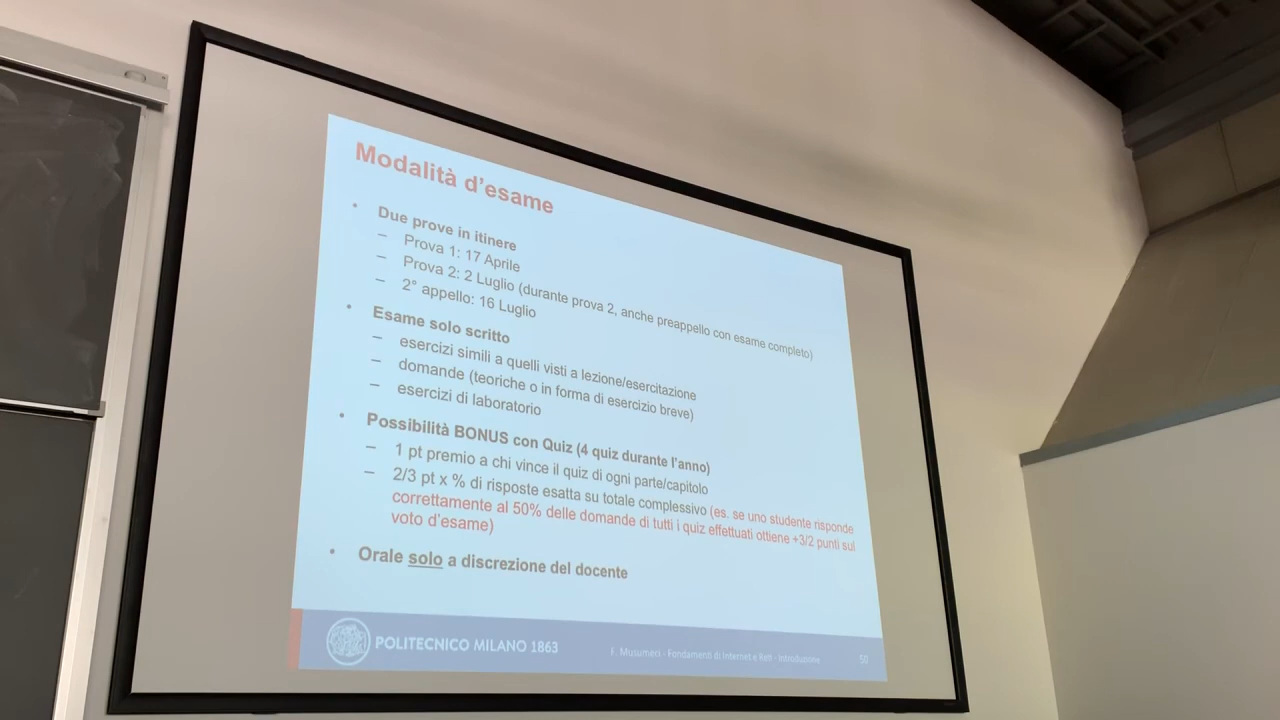 Modalità d'esame
• Due prove in itinere
– Prova 1: 17 Aprile
– Prova 2: 2 Luglio (durante prova 2, anche preappello con esame completo)
– 2° appello: 16 Luglio
• Esame solo scritto
– esercizi simili a quelli visti a lezione/esercitazione
– domande (teoriche o in forma di esercizio breve)
– esercizi di laboratorio
• Possibilità BONUS con Quiz (4 quiz durante l'anno)
– 1 pt premio a chi vince il quiz di ogni parte/capitolo
– 2/3 pt x % di risposte esatta su totale complessivo (es. se uno studente risponde
correttamente al 50% delle domande di tutti i quiz effettuati ottiene +3/2 punti sul
voto d'esame)
• Orale solo a discrezione del docente
POLITECNICO MILANO 1863
F. Musumeci - Fondamenti di Internet e Reti - Introduzione
50